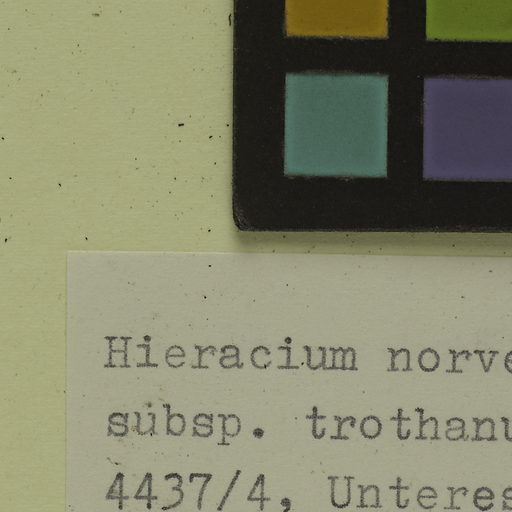 Hieracium norve
subsp. trothanu
4437/4, Unteres